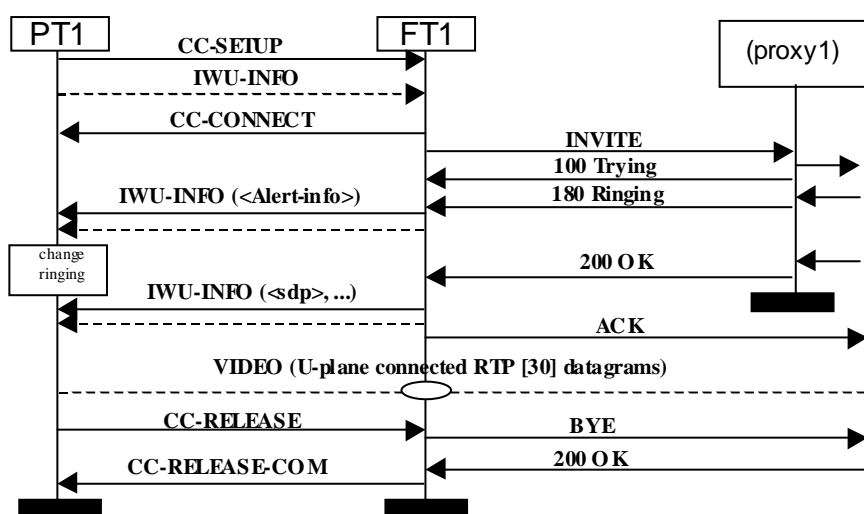 PT1
FT1
(proxy1)
CC-SETUP
IWU-INFO
CC-CONNECT
INVITE
100 Trying
IWU-INFO (<Alert-info>)
180 Ringing
change
ringing
200 OK
IWU-INFO (<sdp>, ...)
ACK
VIDEO (U-plane connected RTP [30] datagrams)
CC-RELEASE
BYE
CC-RELEASE-COM
200 OK